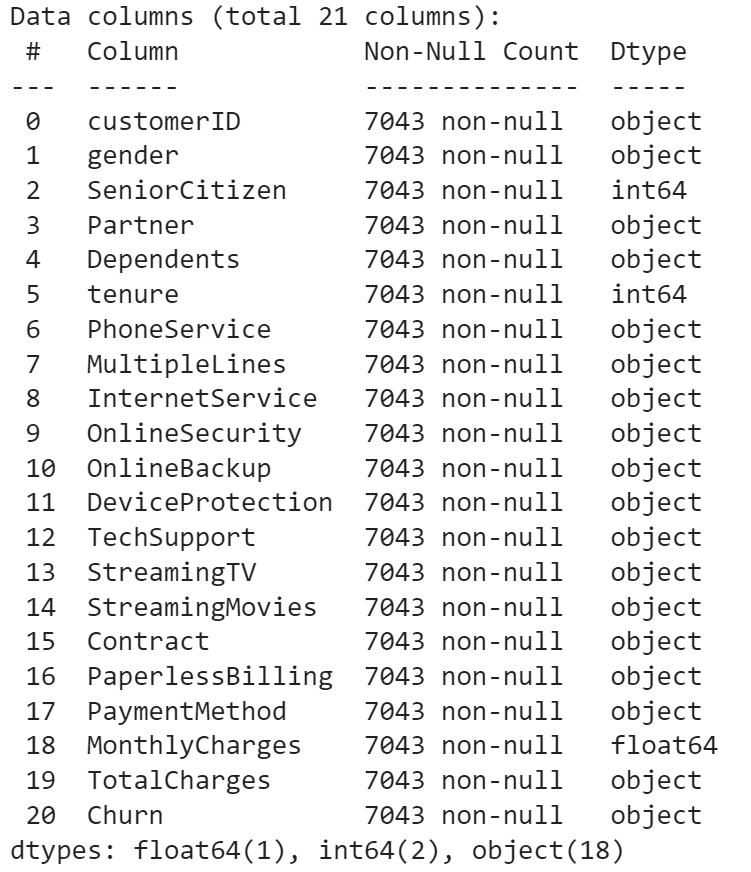 Data columns (total 21 columns):
 #   Column            Non-Null Count  Dtype
---  ------            --------------  -----
 0   customerID        7043 non-null   object
 1   gender            7043 non-null   object
 2   SeniorCitizen     7043 non-null   int64
 3   Partner           7043 non-null   object
 4   Dependents        7043 non-null   object
 5   tenure            7043 non-null   int64
 6   PhoneService      7043 non-null   object
 7   MultipleLines     7043 non-null   object
 8   InternetService   7043 non-null   object
 9   OnlineSecurity    7043 non-null   object
 10  OnlineBackup      7043 non-null   object
 11  DeviceProtection  7043 non-null   object
 12  TechSupport       7043 non-null   object
 13  StreamingTV       7043 non-null   object
 14  StreamingMovies   7043 non-null   object
 15  Contract          7043 non-null   object
 16  PaperlessBilling  7043 non-null   object
 17  PaymentMethod     7043 non-null   object
 18  MonthlyCharges    7043 non-null   float64
 19  TotalCharges      7043 non-null   object
 20  Churn             7043 non-null   object
dtypes: float64(1), int64(2), object(18)